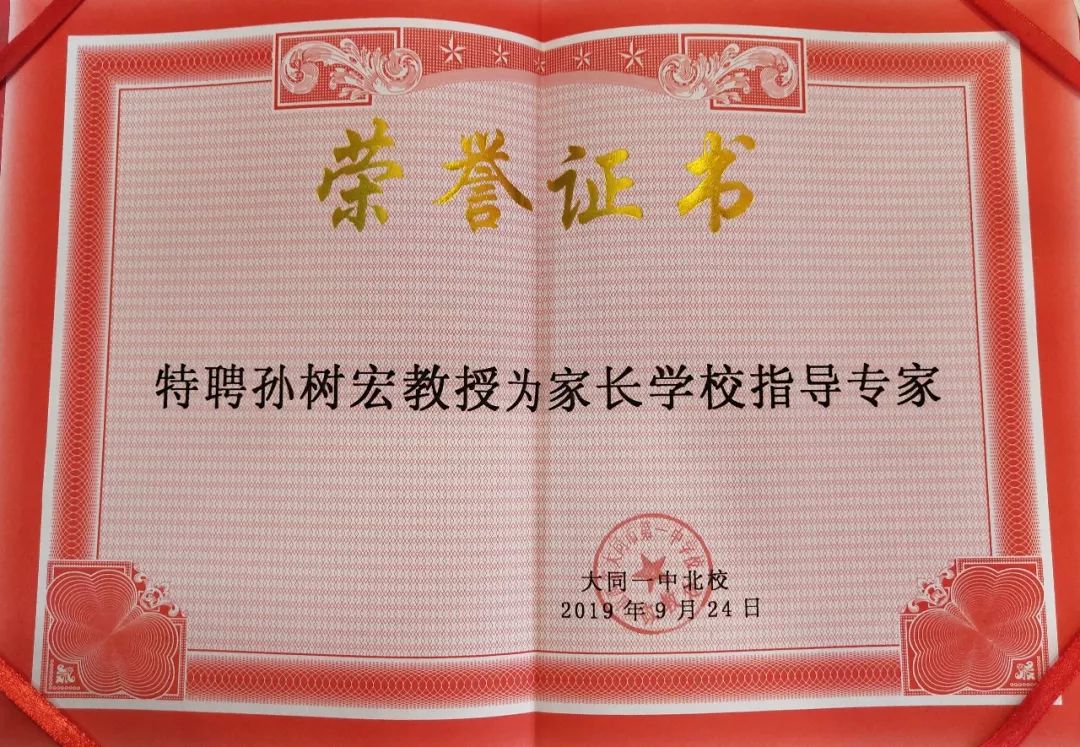 荣誉证书
特聘孙树宏教授为家长学校指导专家
大同一中北校
2019年9月24日